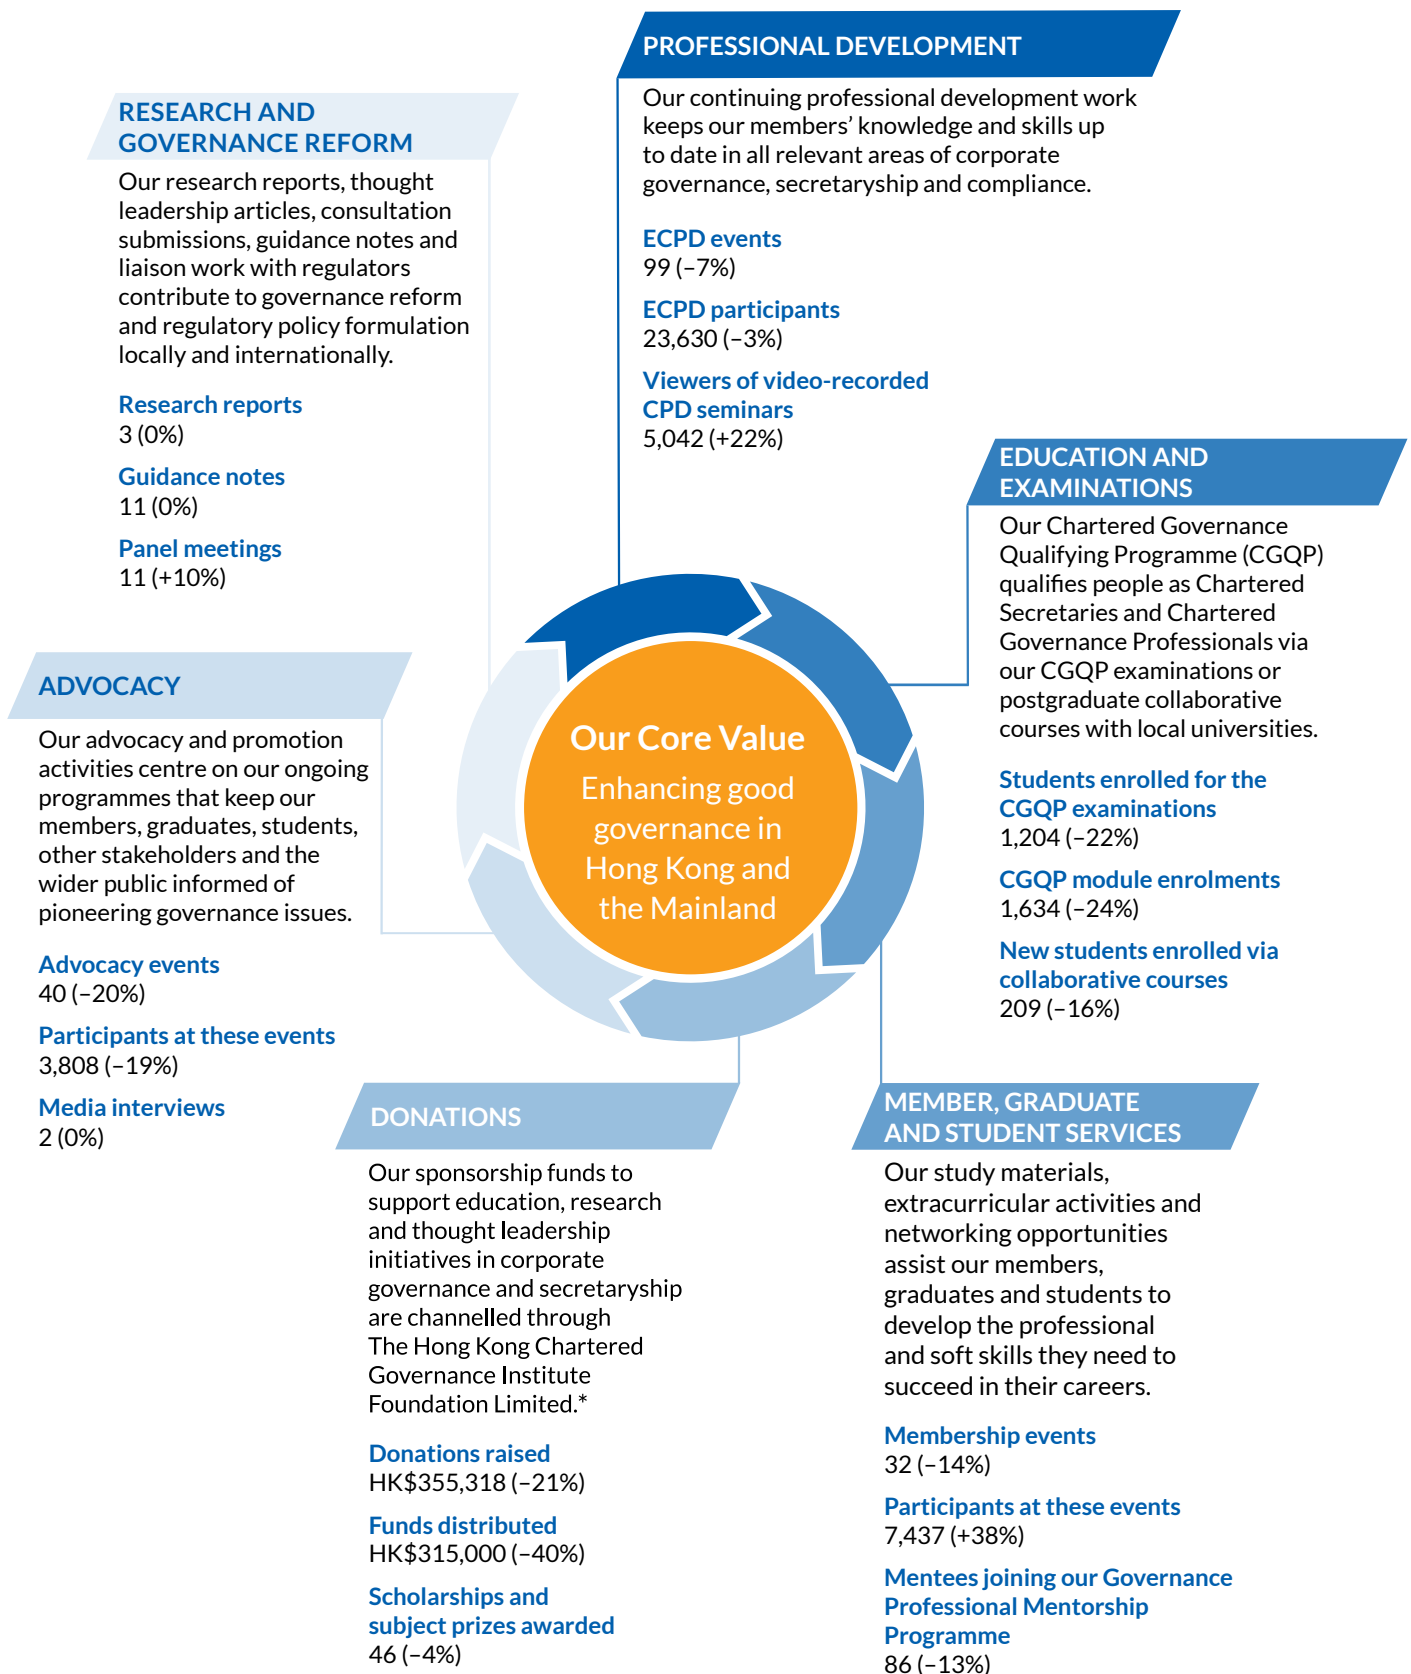 PROFESSIONAL DEVELOPMENT
Our continuing professional development work
keeps our members’ knowledge and skills up
to date in all relevant areas of corporate
governance, secretaryship and compliance.
ECPD events
99 (–7%)
ECPD participants
23,630 (–3%)
Viewers of video-recorded
CPD seminars
5,042 (+22%)
RESEARCH AND
GOVERNANCE REFORM
Our research reports, thought
leadership articles, consultation
submissions, guidance notes and
liaison work with regulators
contribute to governance reform
and regulatory policy formulation
locally and internationally.
Research reports
3 (0%)
Guidance notes
11 (0%)
Panel meetings
11 (+10%)
EDUCATION AND
EXAMINATIONS
Our Chartered Governance
Qualifying Programme (CGQP)
qualifies people as Chartered
Secretaries and Chartered
Governance Professionals via
our CGQP examinations or
postgraduate collaborative
courses with local universities.
Students enrolled for the
CGQP examinations
1,204 (–22%)
CGQP module enrolments
1,634 (–24%)
New students enrolled via
collaborative courses
209 (–16%)
ADVOCACY
Our advocacy and promotion
activities centre on our ongoing
programmes that keep our
members, graduates, students,
other stakeholders and the
wider public informed of
pioneering governance issues.
Advocacy events
40 (–20%)
Participants at these events
3,808 (–19%)
Media interviews
2 (0%)
Our Core Value
Enhancing good
governance in
Hong Kong and
the Mainland
DONATIONS
Our sponsorship funds to
support education, research
and thought leadership
initiatives in corporate
governance and secretaryship
are channelled through
The Hong Kong Chartered
Governance Institute
Foundation Limited.*
Donations raised
HK$355,318 (–21%)
Funds distributed
HK$315,000 (–40%)
Scholarships and
subject prizes awarded
46 (–4%)
MEMBER, GRADUATE
AND STUDENT SERVICES
Our study materials,
extracurricular activities and
networking opportunities
assist our members,
graduates and students to
develop the professional
and soft skills they need to
succeed in their careers.
Membership events
32 (–14%)
Participants at these events
7,437 (+38%)
Mentees joining our Governance
Professional Mentorship
Programme
86 (–13%)